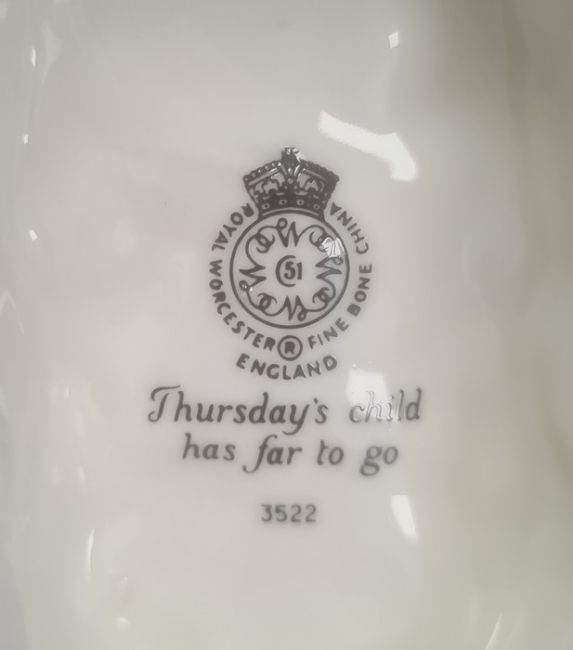 ROYAL WORCESTER ® FINE BONE CHINA
51
ENGLAND
Thursday's child
has far to go
3522